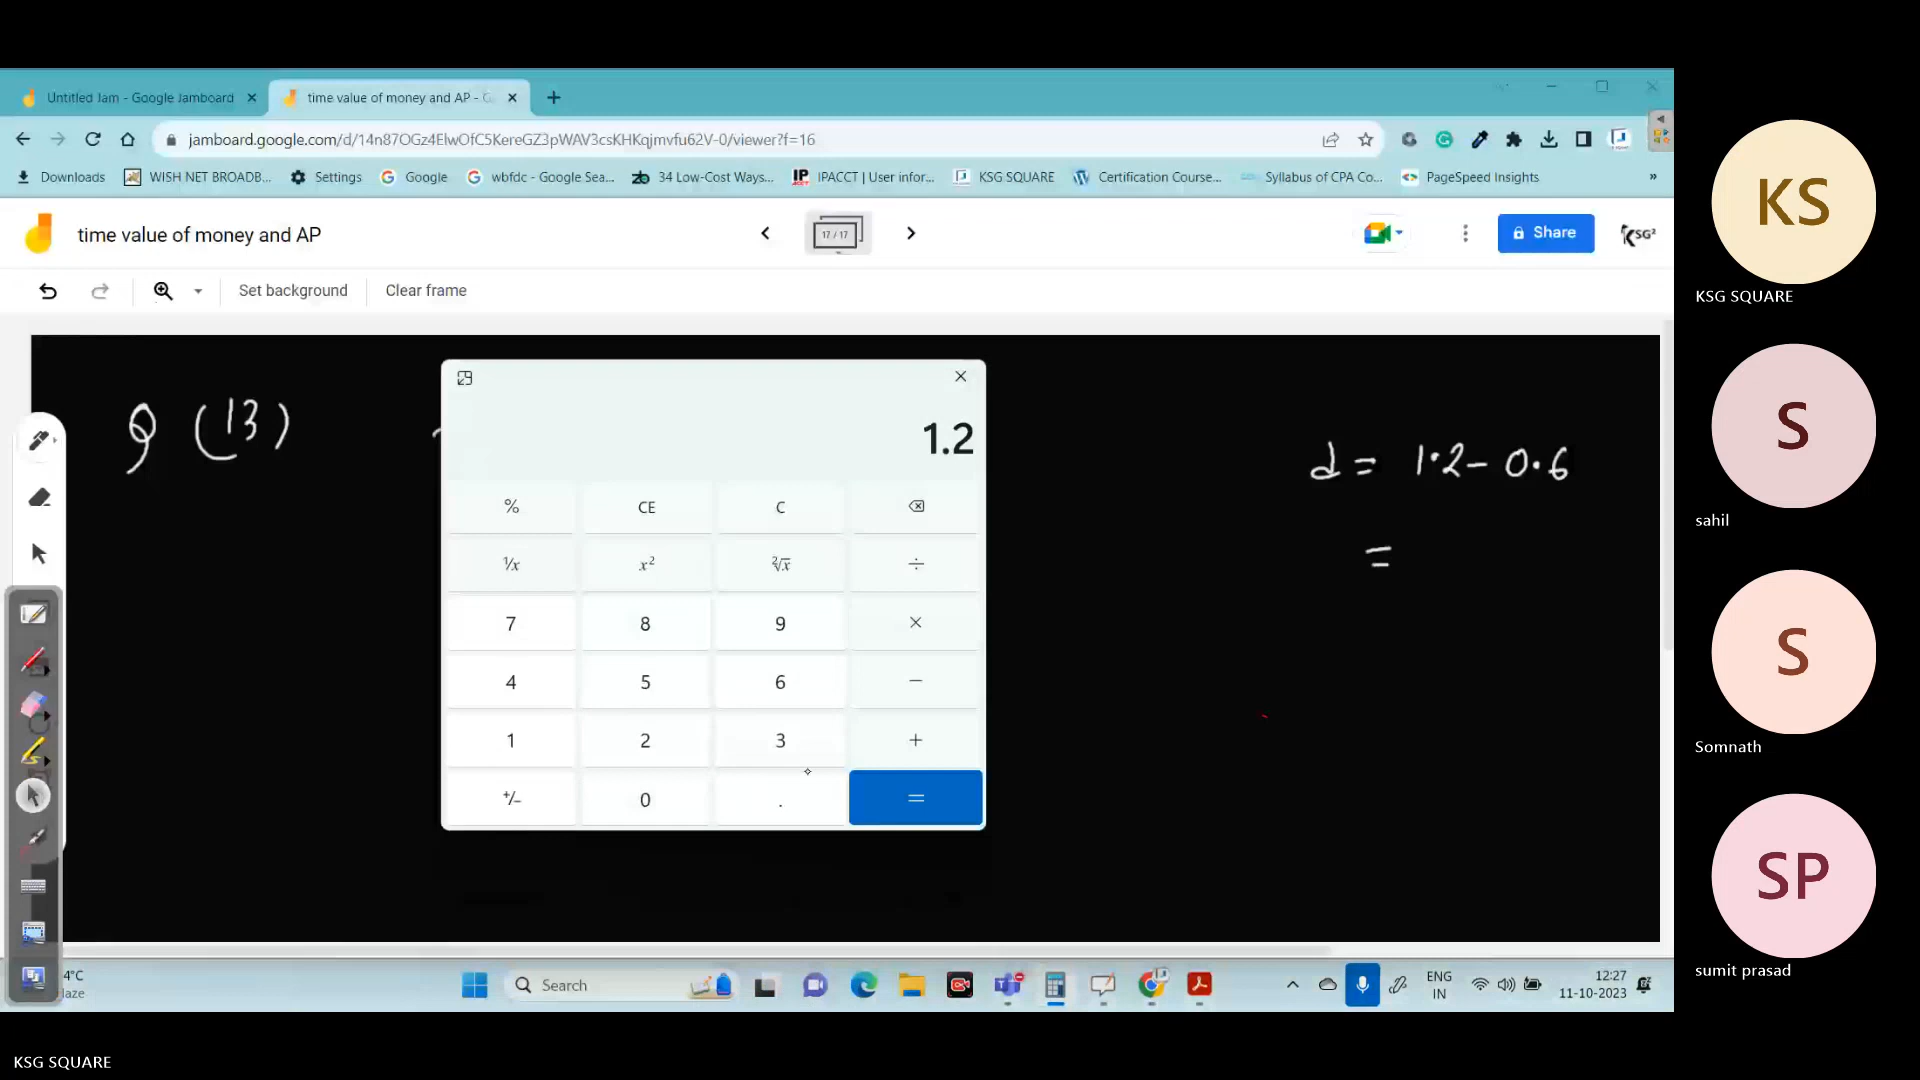 Untitled Jam - Google Jamboard
time value of money and AP - G
jamboard.google.com/d/14n87OGz4ElwOfC5KereGZ3pWAV3csKHKqjmvfu62V-0/viewer?f=16
Downloads WISH NET BROADB... Settings Google wbfdc - Google Sea... 34 Low-Cost Ways... IPACCT | User infor... KSG SQUARE Certification Course... Syllabus of CPA Co... PageSpeed Insights »
time value of money and AP
17 / 17
Share
KSG²
Set background
Clear frame
Q (13)
d = 1.2 - 0.6
=
1.2
% CE C
1/x x² ²√x ÷
7 8 9 ×
4 5 6 −
1 2 3 +
+/− 0 . =
4°C
laze
Search
ENG
IN
12:27
11-10-2023
KS
KSG SQUARE
S
sahil
S
Somnath
SP
sumit prasad
KSG SQUARE